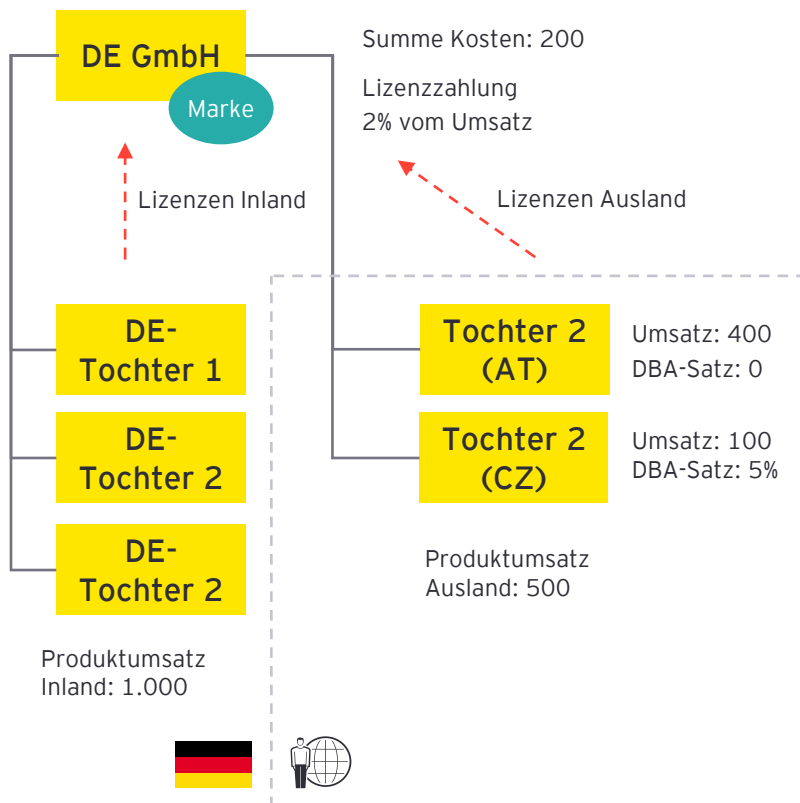 DE GmbH
Marke
Summe Kosten: 200
Lizenzzahlung
2% vom Umsatz
Lizenzen Inland
Lizenzen Ausland
DE-
Tochter 1
DE-
Tochter 2
DE-
Tochter 2
Produktumsatz
Inland: 1.000
Tochter 2
(AT)
Umsatz: 400
DBA-Satz: 0
Tochter 2
(CZ)
Umsatz: 100
DBA-Satz: 5%
Produktumsatz
Ausland: 500